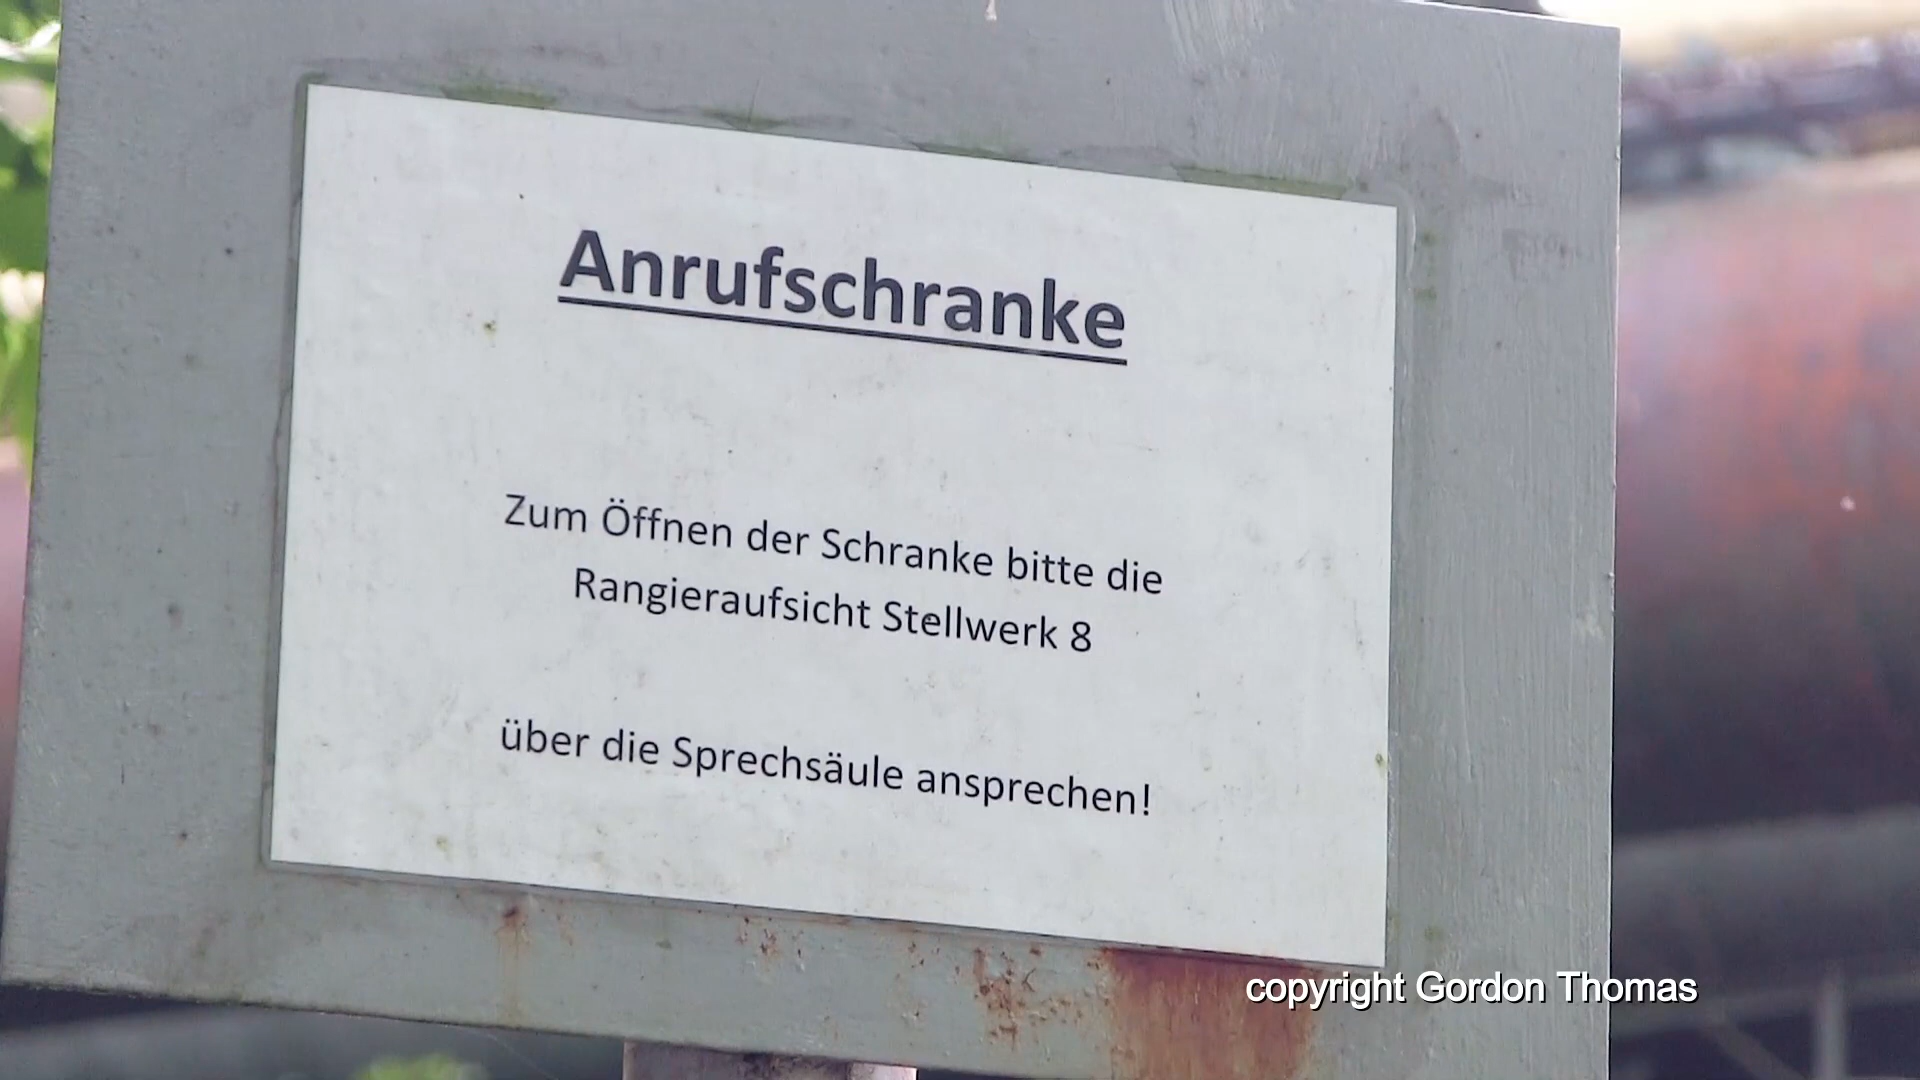 Anrufschranke
Zum Öffnen der Schranke bitte die
Rangieraufsicht Stellwerk 8
über die Sprechsäule ansprechen!
copyright Gordon Thomas